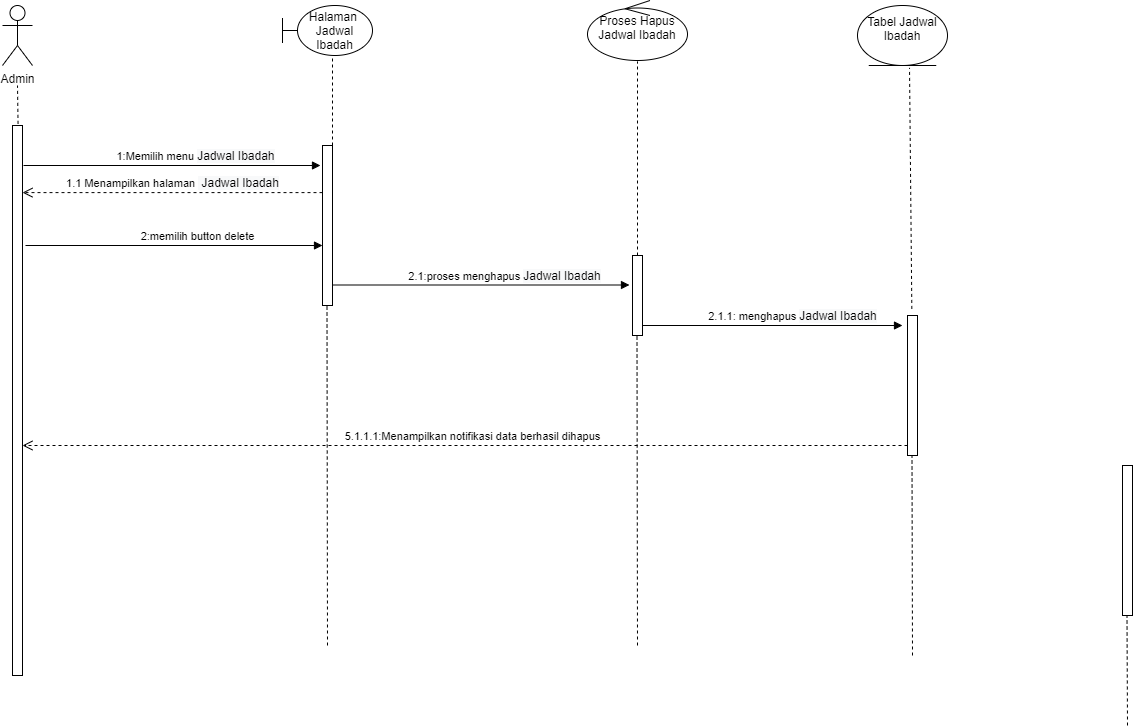 Halaman
Jadwal
Ibadah
Proses Hapus
Jadwal Ibadah
Tabel Jadwal
Ibadah
Admin
1:Memilih menu Jadwal Ibadah
1.1 Menampilkan halaman  Jadwal Ibadah
2:memilih button delete
2.1:proses menghapus Jadwal Ibadah
2.1.1: menghapus Jadwal Ibadah
5.1.1.1:Menampilkan notifikasi data berhasil dihapus